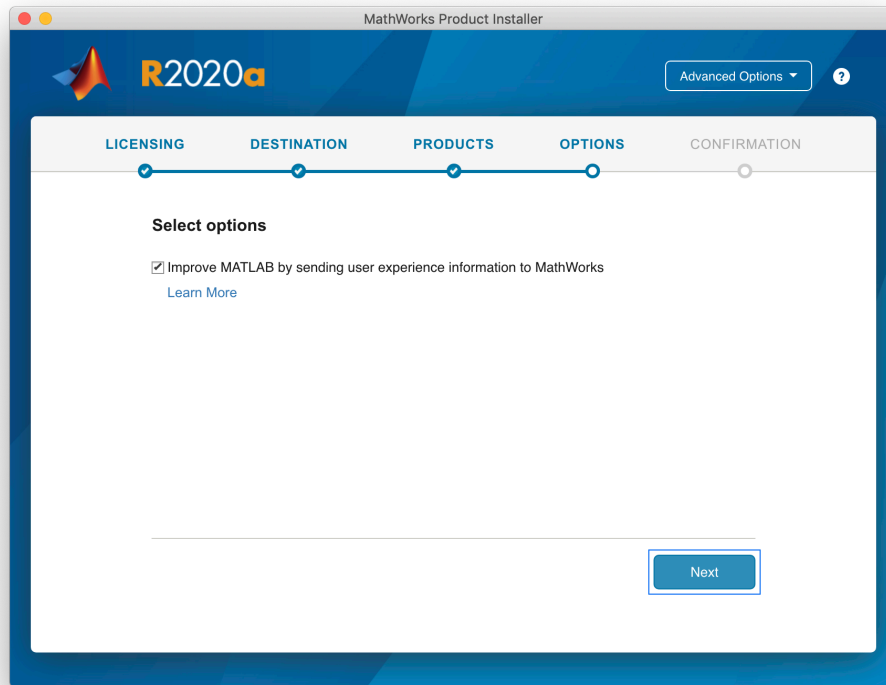 MathWorks Product Installer
R2020a
Advanced Options
?
LICENSING DESTINATION PRODUCTS OPTIONS CONFIRMATION
Select options
Improve MATLAB by sending user experience information to MathWorks
Learn More
Next